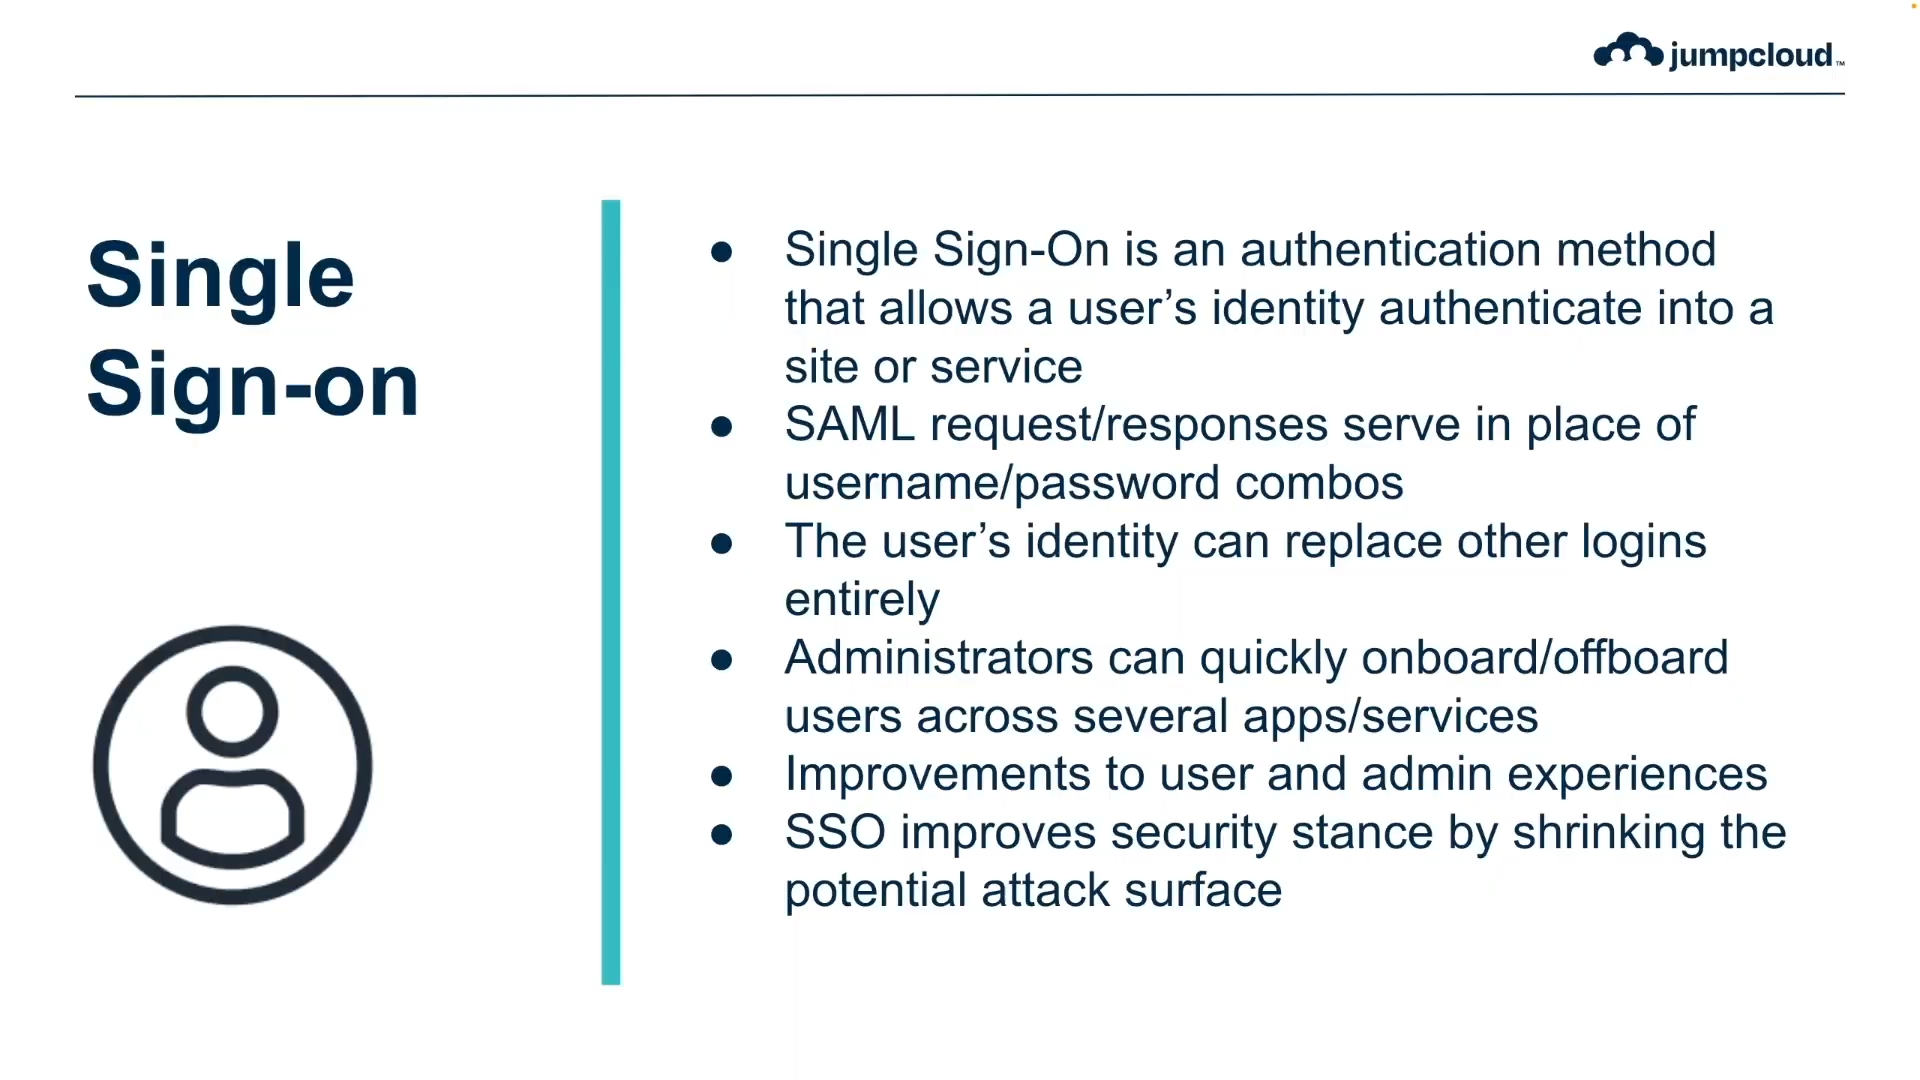 jumpcloud™
Single
Sign-on
● Single Sign-On is an authentication method
that allows a user’s identity authenticate into a
site or service
● SAML request/responses serve in place of
username/password combos
● The user’s identity can replace other logins
entirely
● Administrators can quickly onboard/offboard
users across several apps/services
● Improvements to user and admin experiences
● SSO improves security stance by shrinking the
potential attack surface